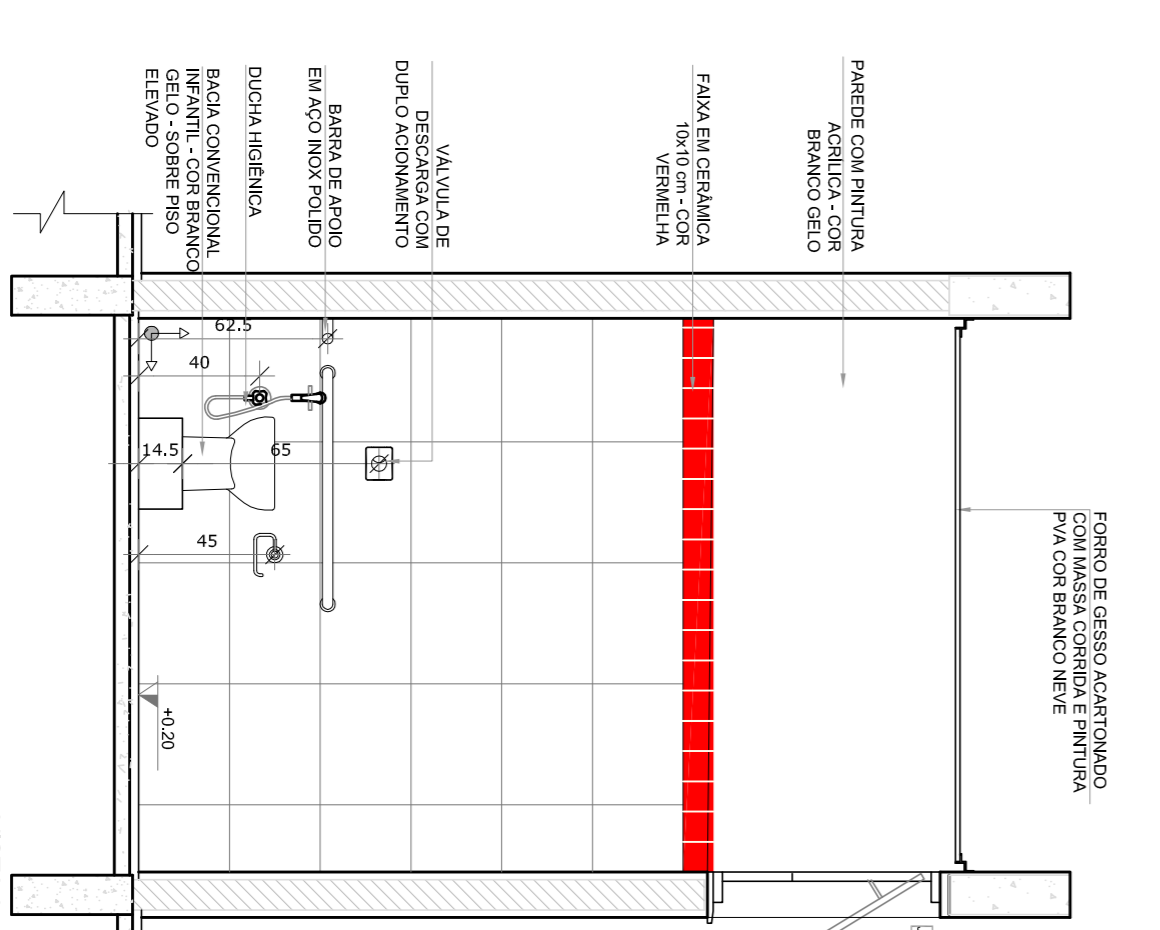 PAREDE COM PINTURA
ACRÍLICA - COR
BRANCO GELO
FAIXA EM CERÂMICA
10x10 cm - COR
VERMELHA
VÁLVULA DE
DESCARGA COM
DUPLO ACIONAMENTO
BARRA DE APOIO
EM AÇO INOX POLIDO
DUCHA HIGIÊNICA
BACIA CONVENCIONAL
INFANTIL - COR BRANCO
GELO - SOBRE PISO
ELEVADO
FORRO DE GESSO ACARTONADO
COM MASSA CORRIDA E PINTURA
PVA COR BRANCO NEVE
62.5
40
14.5
65
45
+0.20